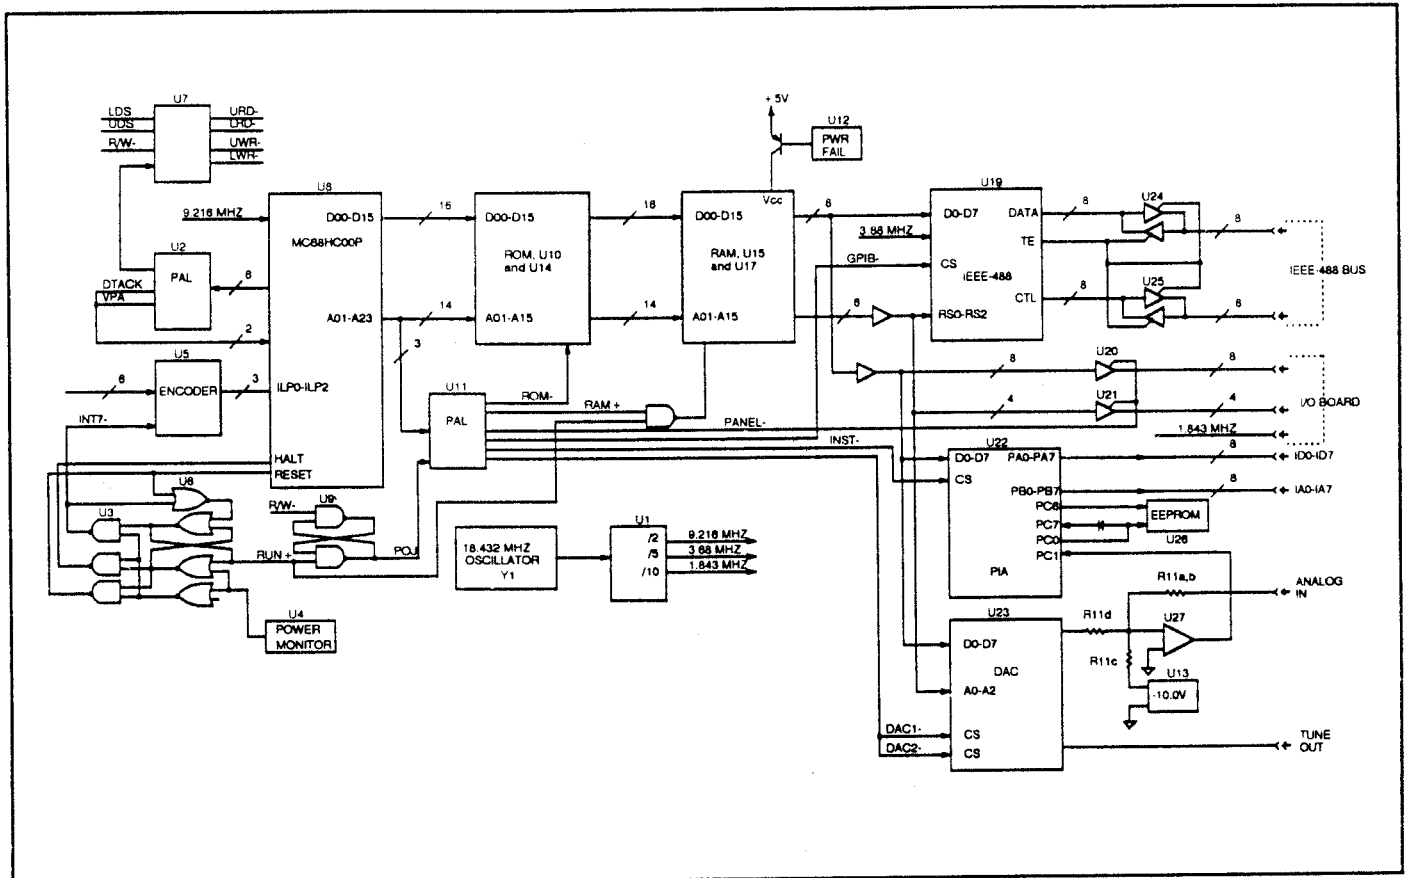 U7
LDS
UDS
R/W-
URD-
LRD-
UWR-
LWR-
9.216 MHZ
U2
PAL
6
DTACK
VPA
2
U5
ENCODER
6
3
INT7-
U8
D00-D15
MC68HC00P
A01-A23
ILP0-ILP2
HALT
RESET
16
14
3
ROM, U10
and U14
D00-D15
A01-A15
16
14
+ 5V
U12
PWR
FAIL
Vcc
D00-D15
RAM, U15
and U17
A01-A15
8
6
3.68 MHZ
GPIB-
U19
D0-D7
DATA
TE
CS
IEEE-488
CTL
RS0-RS2
8
8
U24
U25
8
8
IEEE-488 BUS
U11
PAL
ROM-
RAM +
PANEL-
INST-
8
4
U20
U21
8
4
I/O BOARD
1.843 MHZ
8
ID0-ID7
8
IA0-IA7
U22
D0-D7
PA0-PA7
CS
PB0-PB7
PC6
PC7
PC0
PC1
PIA
EEPROM
U26
U6
U3
U9
R/W-
RUN +
POJ
U4
POWER
MONITOR
18.432 MHZ
OSCILLATOR
Y1
U1
/2
/5
/10
9.216 MHZ
3.68 MHZ
1.843 MHZ
R11a,b
ANALOG
IN
U23
R11d
U27
R11c
U13
-10.0V
D0-D7
DAC
A0-A2
DAC1-
DAC2-
CS
CS
TUNE
OUT